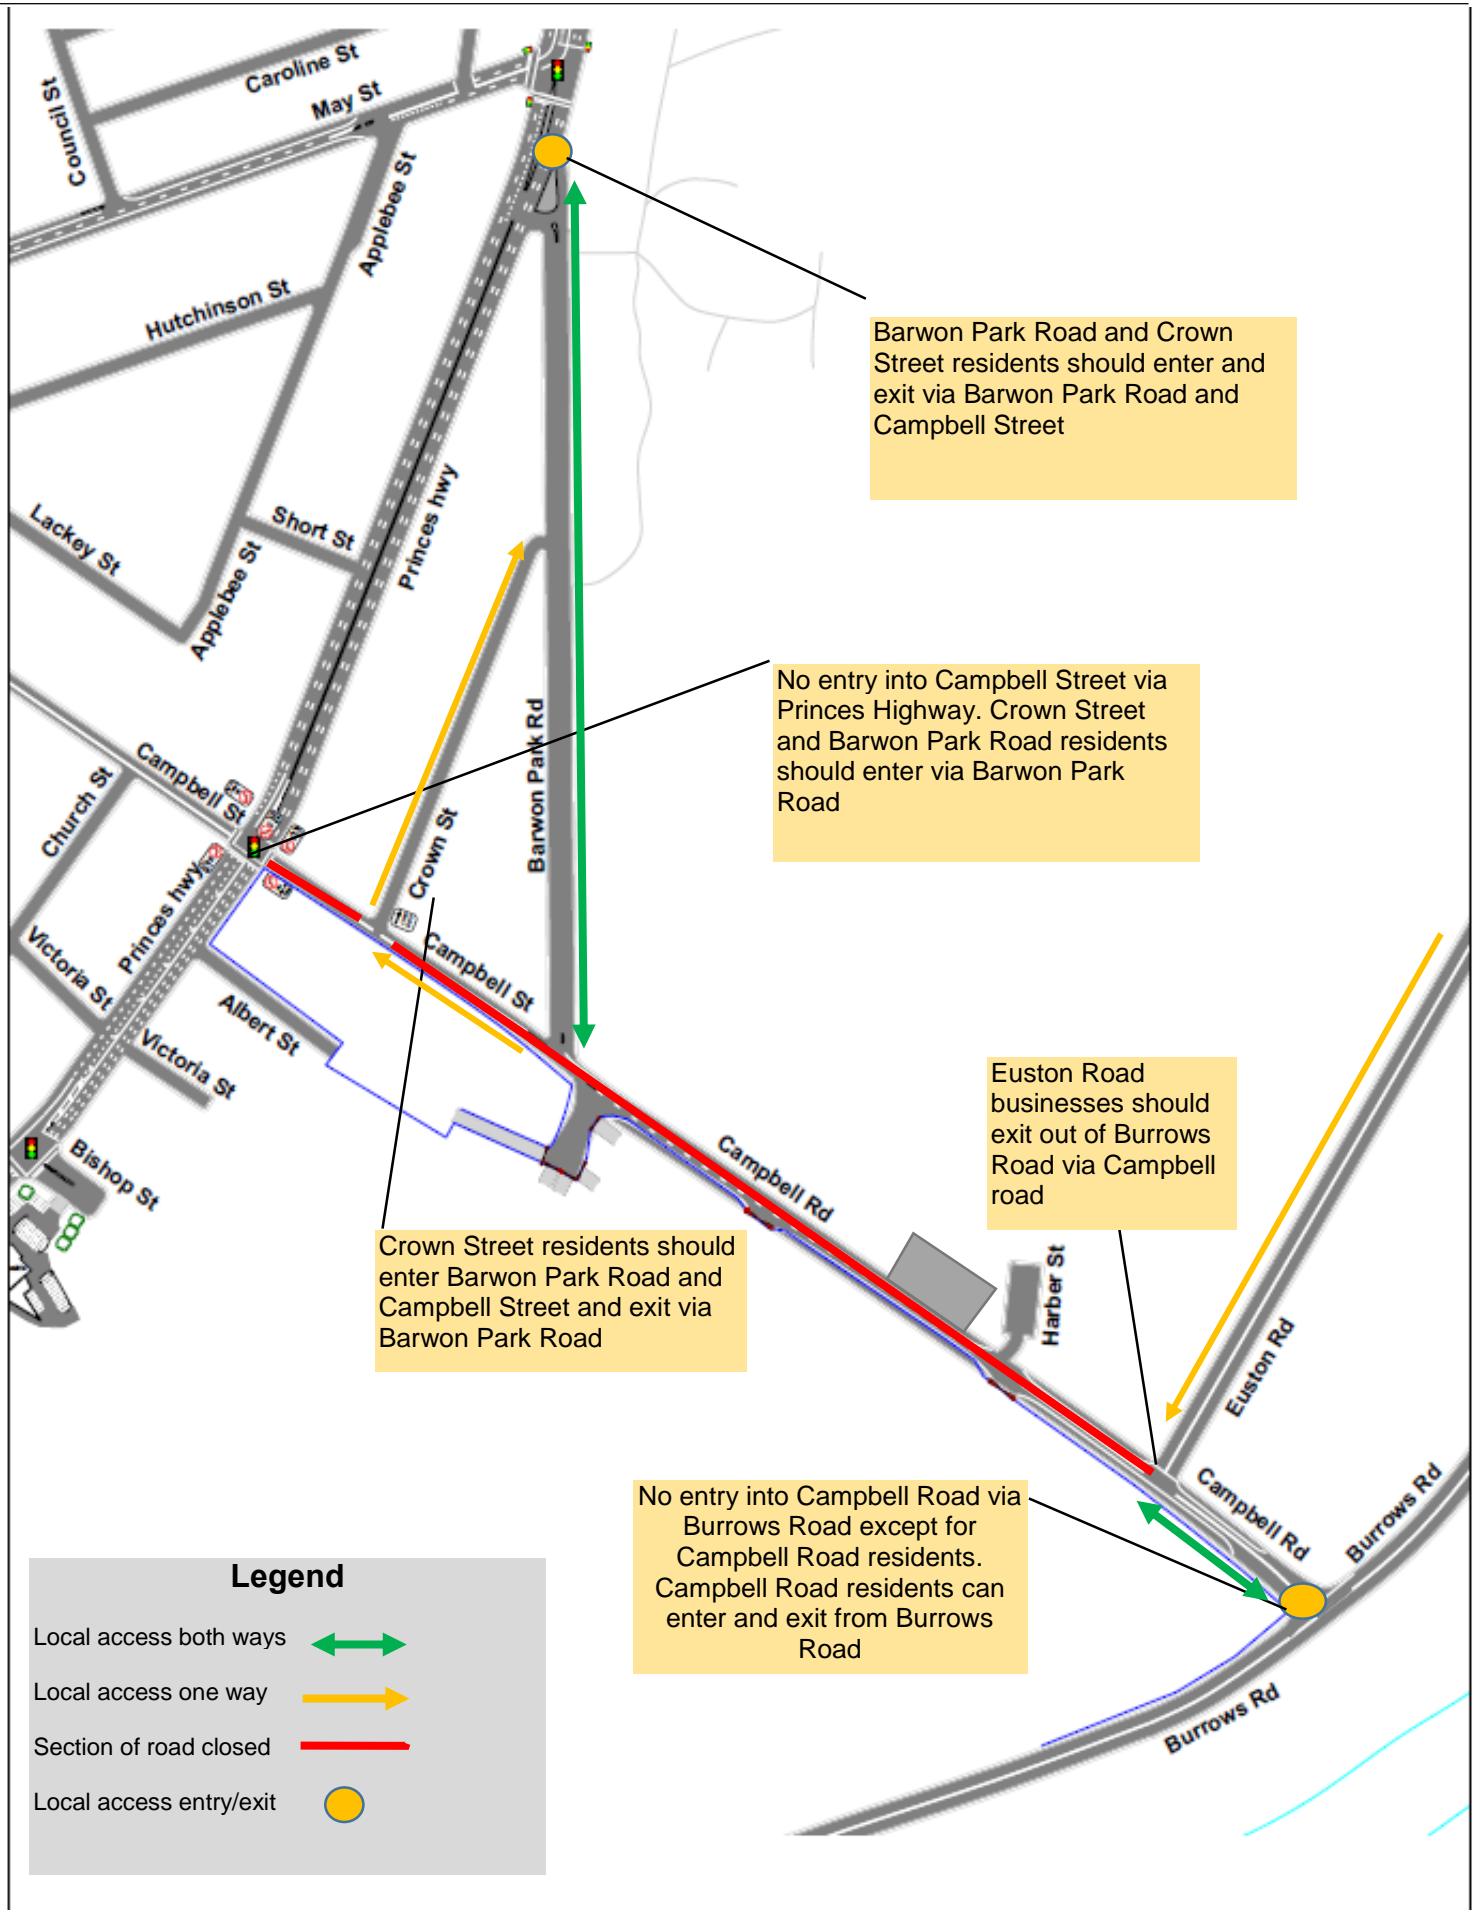 Caroline St
May St
Council St
Applebee St
Hutchinson St
Barwon Park Road and Crown
Street residents should enter and
exit via Barwon Park Road and
Campbell Street
Princes hwy
Lackey St
Short St
Applebee St
No entry into Campbell Street via
Princes Highway. Crown Street
and Barwon Park Road residents
should enter via Barwon Park
Road
Barwon Park Rd
Campbell St
Church St
Crown St
Princes hwy
Campbell St
Victoria St
Albert St
Victoria St
Bishop St
Euston Road
businesses should
exit out of Burrows
Road via Campbell
road
Campbell Rd
Crown Street residents should
enter Barwon Park Road and
Campbell Street and exit via
Barwon Park Road
Harber St
Euston Rd
No entry into Campbell Road via
Burrows Road except for
Campbell Road residents.
Campbell Road residents can
enter and exit from Burrows
Road
Campbell Rd
Burrows Rd
Burrows Rd
Legend
Local access both ways
Local access one way
Section of road closed
Local access entry/exit